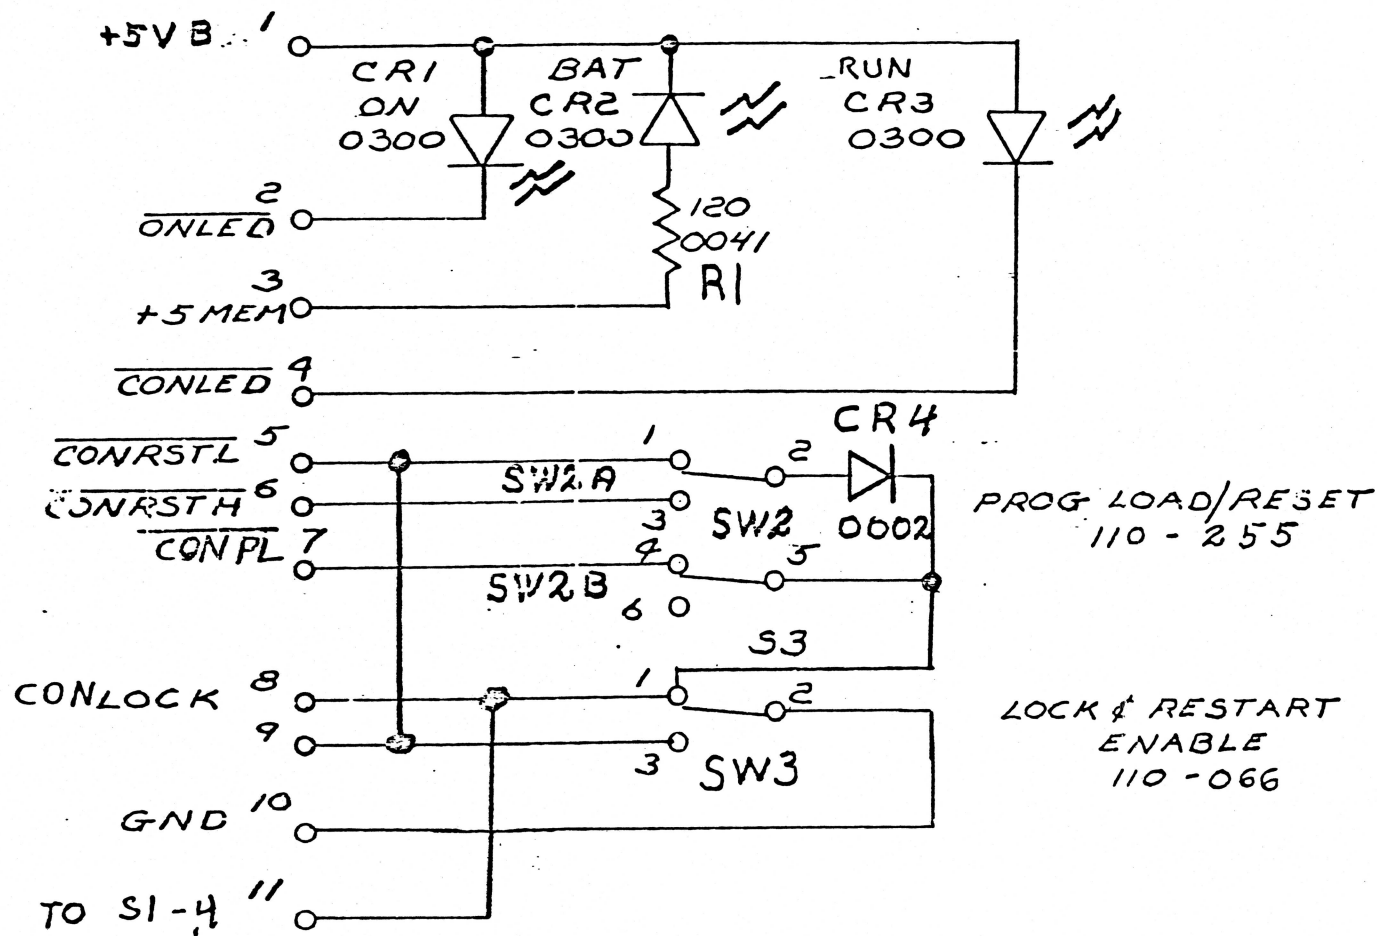 +5VB 1
CR1
ON
0300
BAT
CR2
0300
RUN
CR3
0300
2
ONLED
120
0041
R1
3
+5 MEM
4
CONLED
CR4
CONRSTL 5
1
2
SW2A
CONRSTH 6
3
SW2
0002
PROG LOAD/RESET
110 - 255
CONPL 7
4
5
SW2B
6
S3
CONLOCK 8
1
2
LOCK & RESTART
ENABLE
110 - 066
9
3
SW3
GND 10
TO S1-4 11